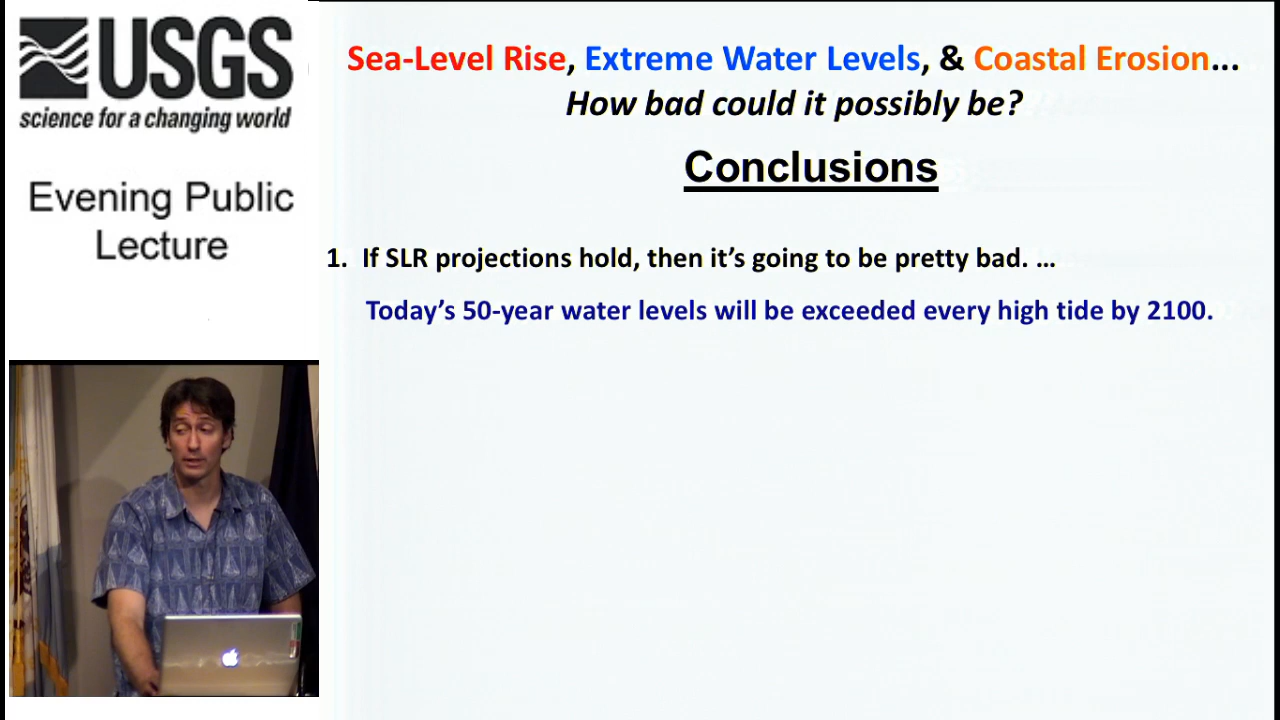 USGS
science for a changing world
Evening Public
Lecture
Sea-Level Rise, Extreme Water Levels, & Coastal Erosion...
How bad could it possibly be?
Conclusions
1. If SLR projections hold, then it's going to be pretty bad. ...
Today's 50-year water levels will be exceeded every high tide by 2100.